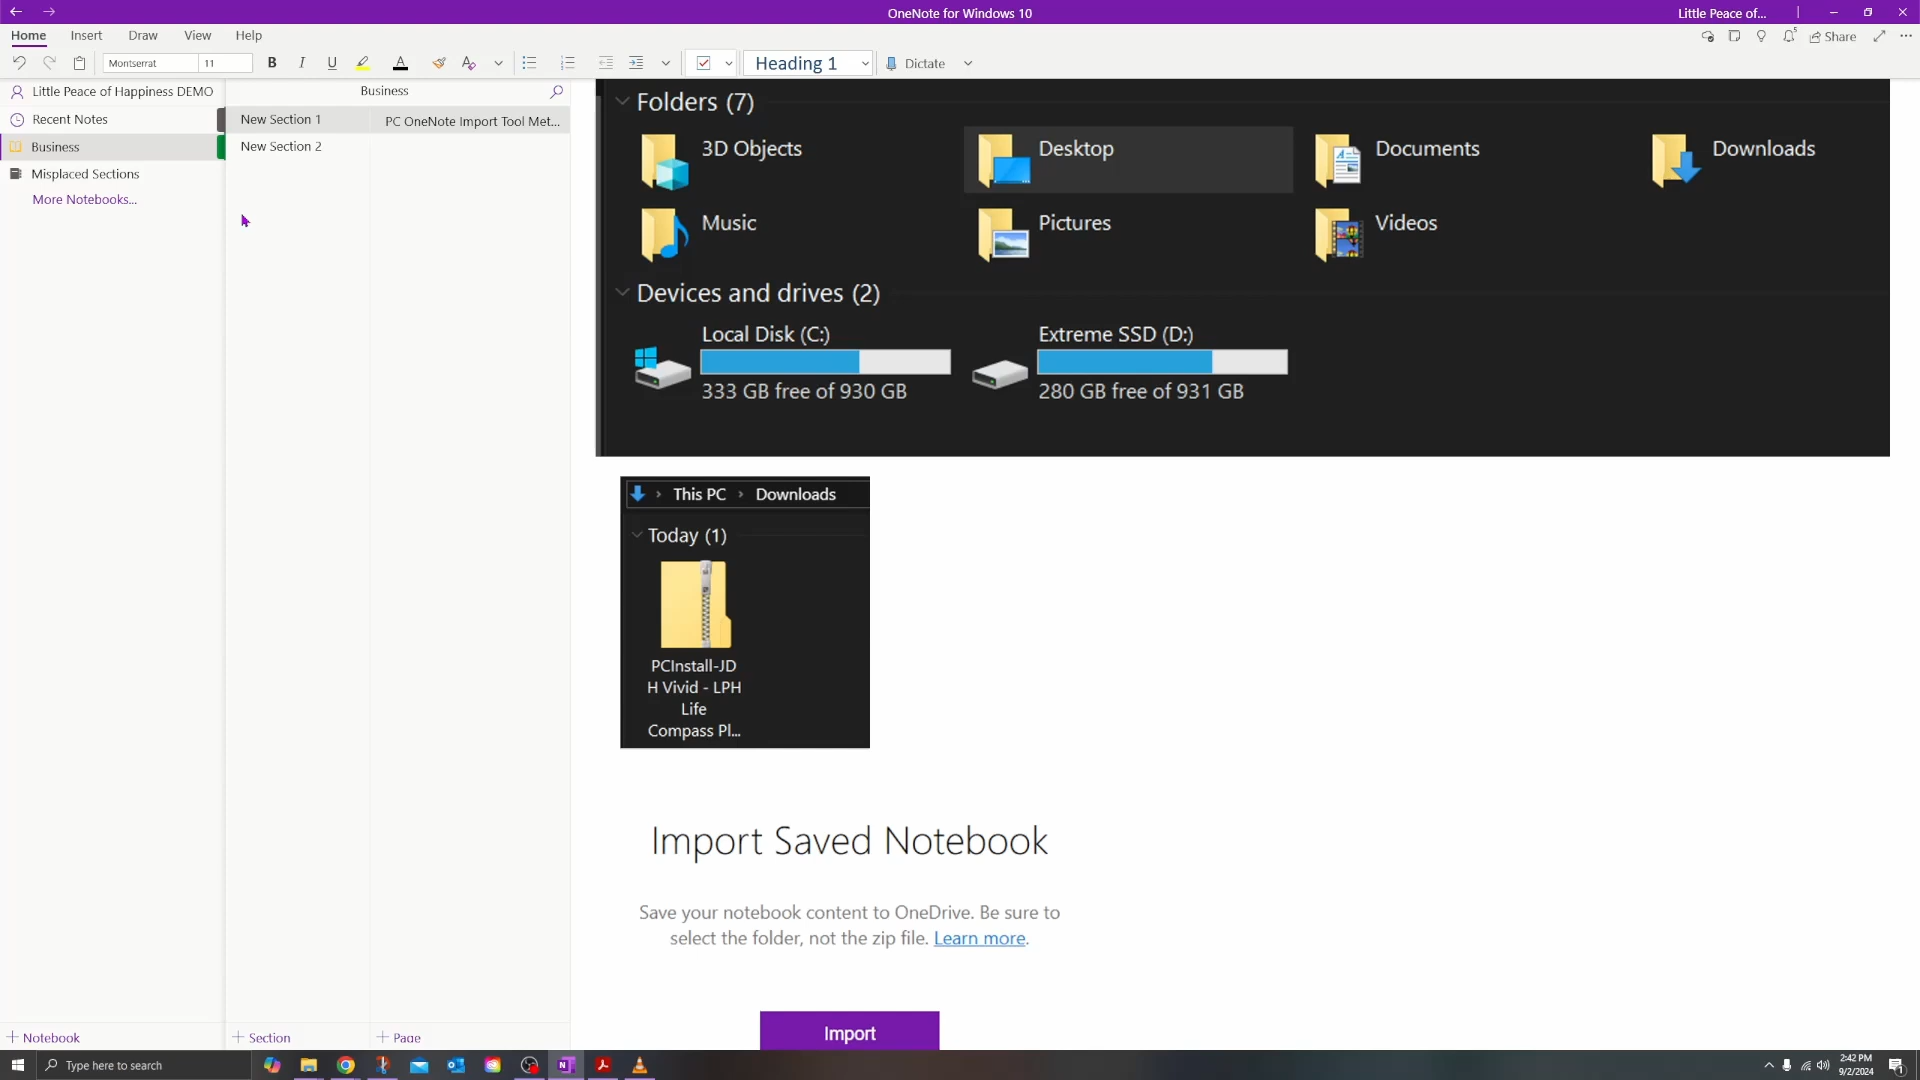 OneNote for Windows 10
Little Peace of...
Home Insert Draw View Help
Share
Montserrat 11 B I U Heading 1 Dictate
Little Peace of Happiness DEMO
Recent Notes
Business
Misplaced Sections
More Notebooks...
Business
New Section 1
New Section 2
PC OneNote Import Tool Met...
Folders (7)
3D Objects Desktop Documents Downloads
Music Pictures Videos
Devices and drives (2)
Local Disk (C:) Extreme SSD (D:)
333 GB free of 930 GB 280 GB free of 931 GB
This PC › Downloads
Today (1)
PCInstall-JD
H Vivid - LPH
Life
Compass Pl...
Import Saved Notebook
Save your notebook content to OneDrive. Be sure to
select the folder, not the zip file. Learn more.
Import
+ Notebook + Section + Page
Type here to search
2:42 PM
9/2/2024